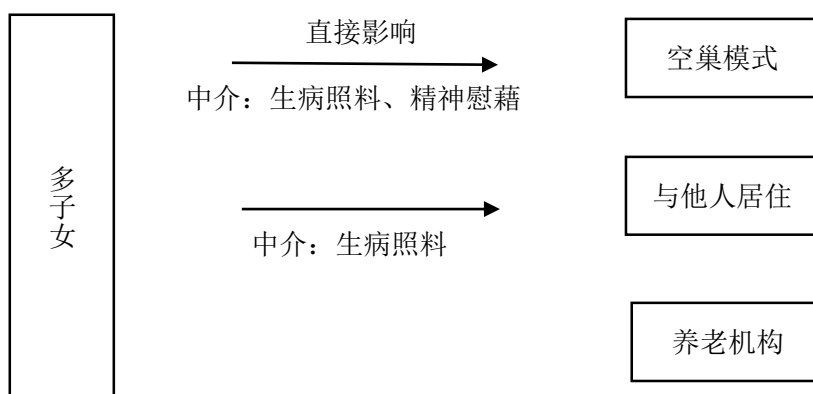 直接影响
空巢模式
中介：生病照料、精神慰藉
多子女
与他人居住
中介：生病照料
养老机构